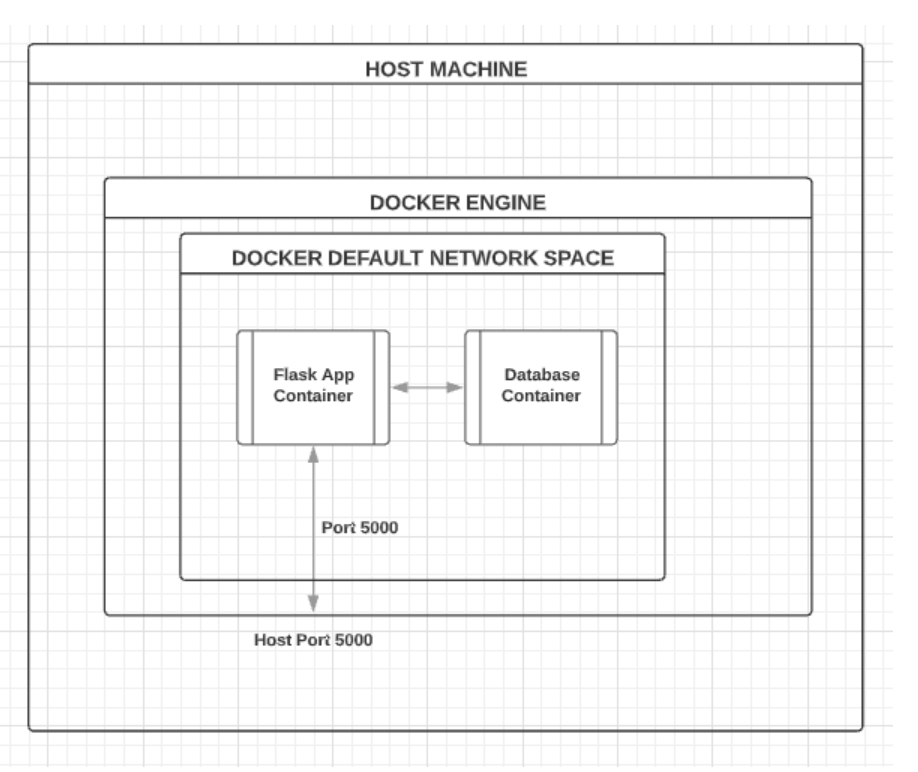 HOST MACHINE
DOCKER ENGINE
DOCKER DEFAULT NETWORK SPACE
Flask App
Container
Database
Container
Port 5000
Host Port 5000